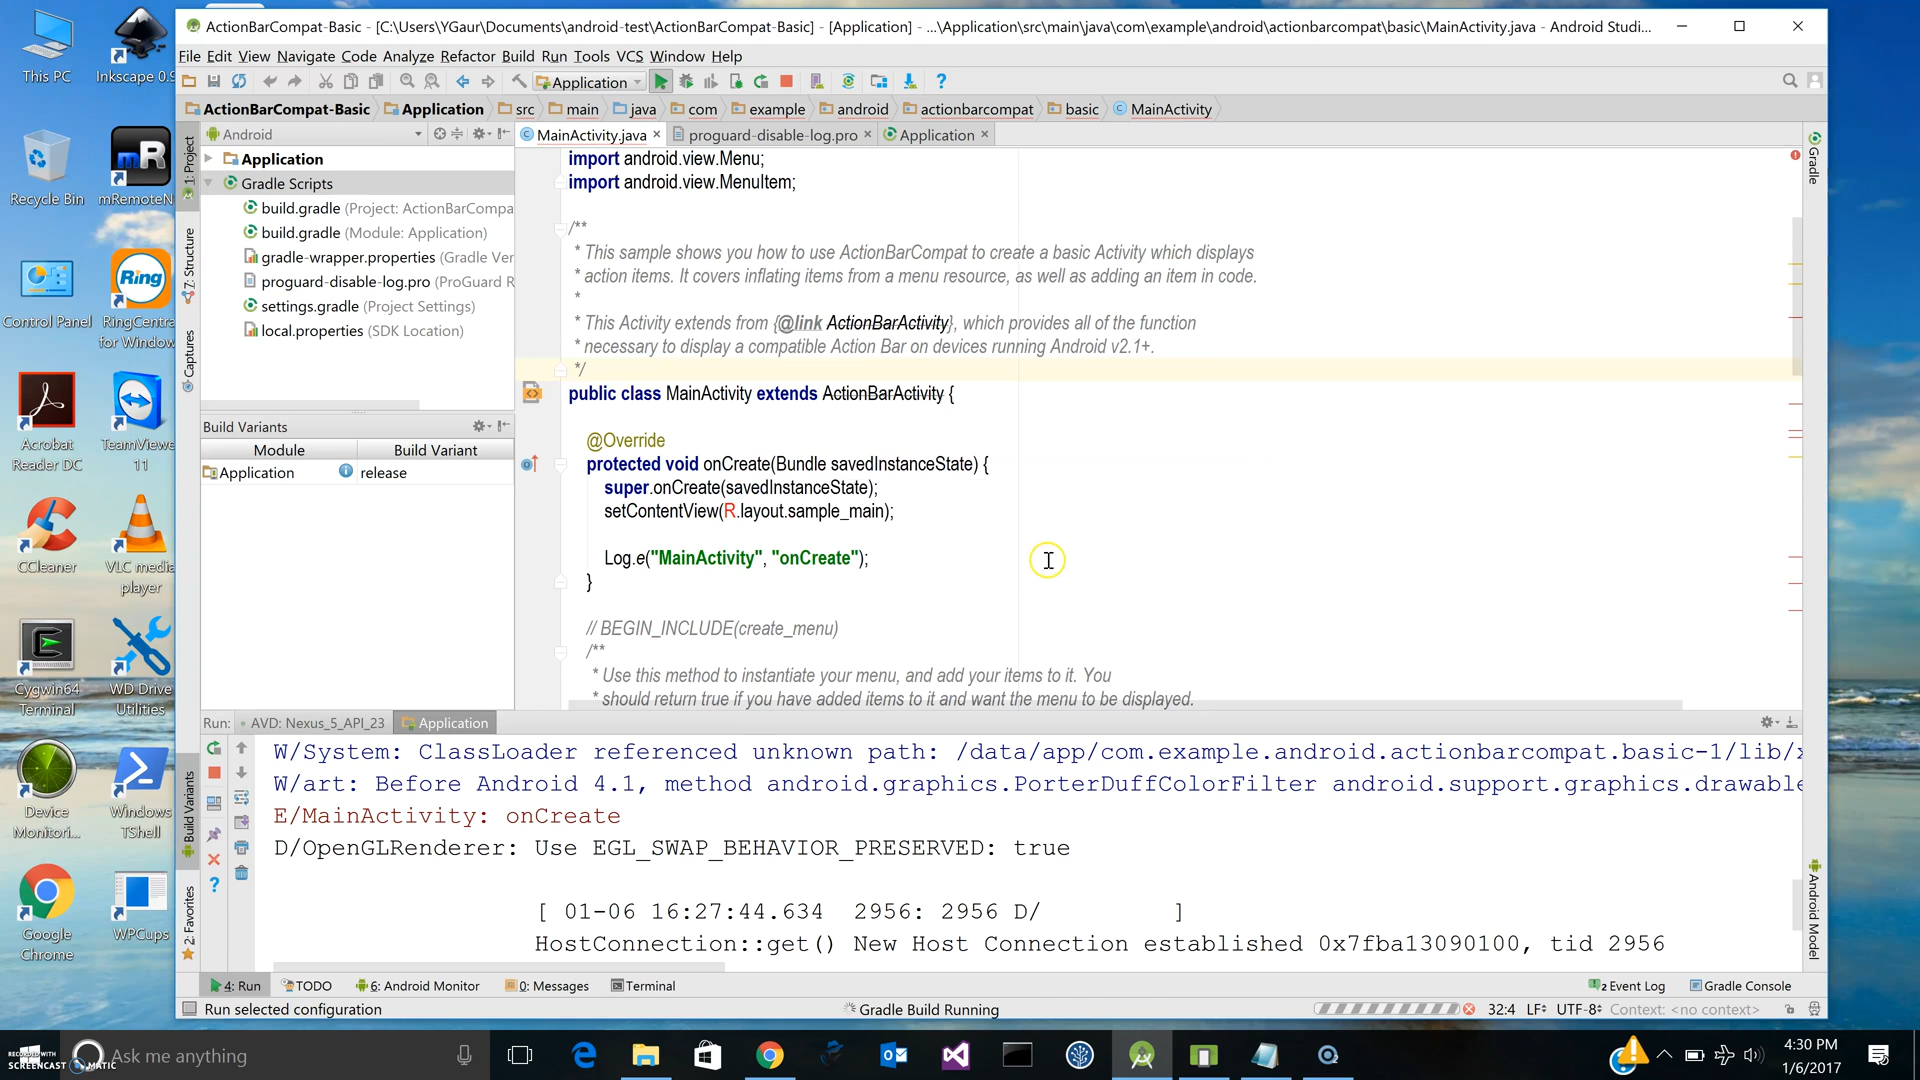 ActionBarCompat-Basic - [C:\Users\YGaur\Documents\android-test\ActionBarCompat-Basic] - [Application] - ...\Application\src\main\java\com\example\android\actionbarcompat\basic\MainActivity.java - Android Studi...
File Edit View Navigate Code Analyze Refactor Build Run Tools VCS Window Help
Application
ActionBarCompat-Basic Application src main java com example android actionbarcompat basic MainActivity
Android
MainActivity.java proguard-disable-log.pro Application
Application
Gradle Scripts
build.gradle (Project: ActionBarCompa
build.gradle (Module: Application)
gradle-wrapper.properties (Gradle Ver
proguard-disable-log.pro (ProGuard R
settings.gradle (Project Settings)
local.properties (SDK Location)
1: Project
7: Structure
Captures
Build Variants
2: Favorites
Build Variants
Module Build Variant
Application release
import android.view.Menu;
import android.view.MenuItem;
/**
* This sample shows you how to use ActionBarCompat to create a basic Activity which displays
* action items. It covers inflating items from a menu resource, as well as adding an item in code.
*
* This Activity extends from {@link ActionBarActivity}, which provides all of the function
* necessary to display a compatible Action Bar on devices running Android v2.1+.
*/
public class MainActivity extends ActionBarActivity {
@Override
protected void onCreate(Bundle savedInstanceState) {
super.onCreate(savedInstanceState);
setContentView(R.layout.sample_main);
Log.e("MainActivity", "onCreate");
}
// BEGIN_INCLUDE(create_menu)
/**
* Use this method to instantiate your menu, and add your items to it. You
* should return true if you have added items to it and want the menu to be displayed.
Gradle
Android Model
Run: AVD: Nexus_5_API_23 Application
W/System: ClassLoader referenced unknown path: /data/app/com.example.android.actionbarcompat.basic-1/lib/x
W/art: Before Android 4.1, method android.graphics.PorterDuffColorFilter android.support.graphics.drawable
E/MainActivity: onCreate
D/OpenGLRenderer: Use EGL_SWAP_BEHAVIOR_PRESERVED: true
[ 01-06 16:27:44.634 2956: 2956 D/ ]
HostConnection::get() New Host Connection established 0x7fba13090100, tid 2956
4: Run TODO 6: Android Monitor 0: Messages Terminal 2 Event Log Gradle Console
Run selected configuration Gradle Build Running 32:4 LF UTF-8 Context: <no context>
This PC
Inkscape 0.9
Recycle Bin
mRemoteN
Control Panel
Ring
RingCentra
for Window
Acrobat
Reader DC
TeamViewe
11
CCleaner
VLC media
player
Cygwin64
Terminal
WD Drive
Utilities
Device
Monitori...
Windows
TShell
Google
Chrome
WPCups
RECORDED WITH
SCREENCAST MATIC
Ask me anything
4:30 PM
1/6/2017